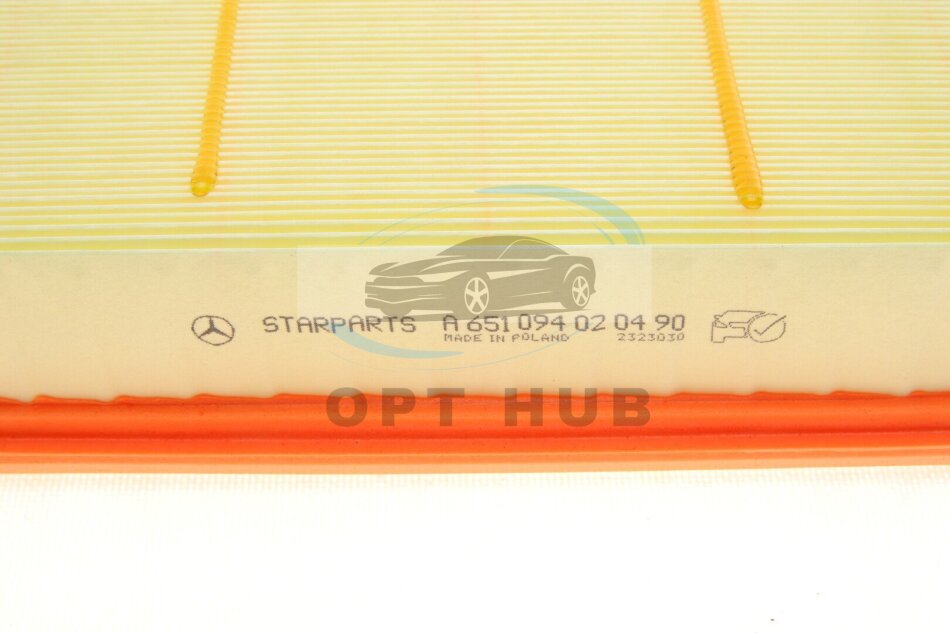 STARPARTS A 651 094 02 04 90
MADE IN POLAND 2323030
OPT HUB